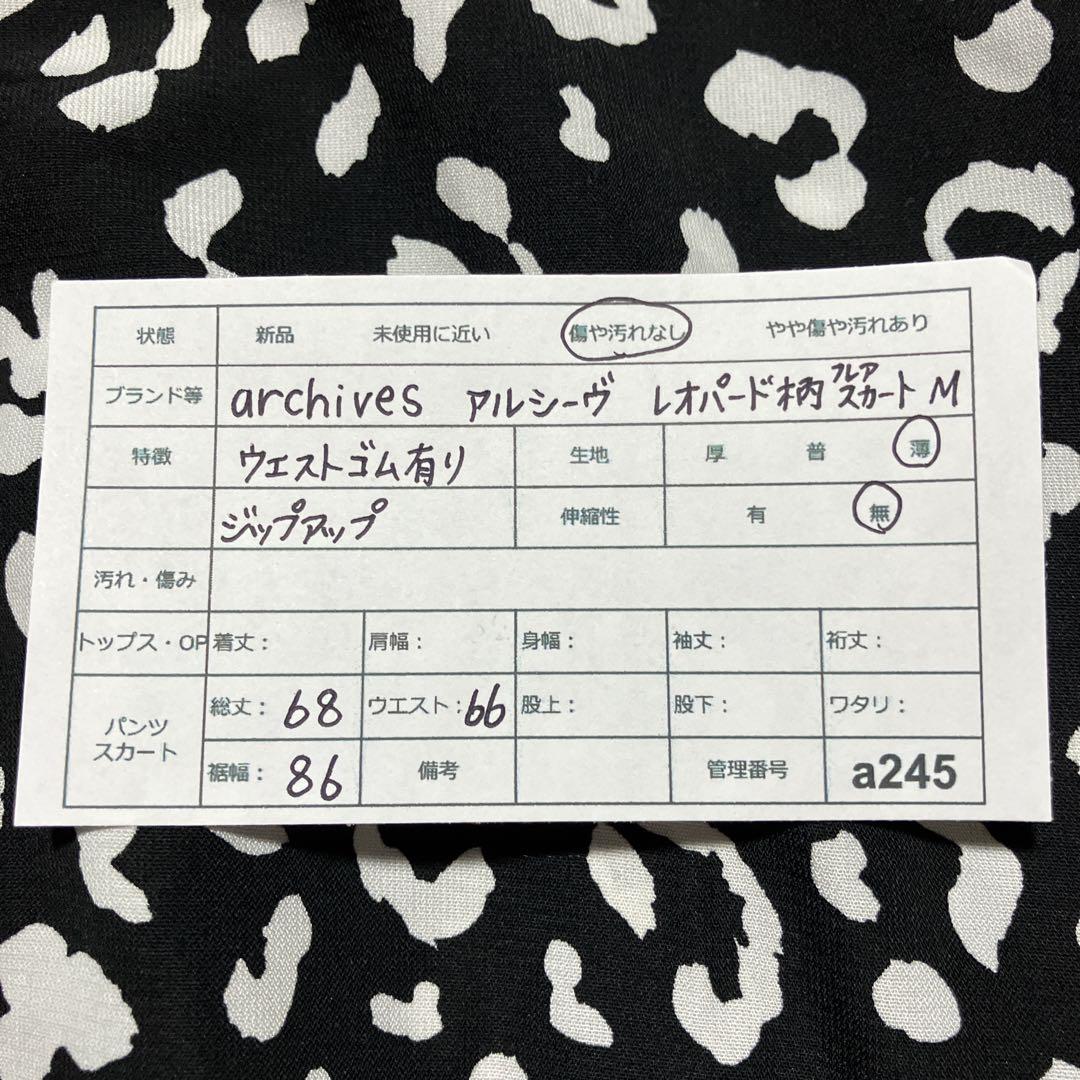 状態 新品 未使用に近い 傷や汚れなし やや傷や汚れあり
ブランド等 archives アルシーヴ レオパード柄 フレアスカート M
特徴 ウエストゴム有り 生地 厚 普 薄
ジップアップ 伸縮性 有 無
汚れ・傷み
トップス・OP 着丈: 肩幅: 身幅: 袖丈: 裄丈:
パンツ スカート 総丈: 68 ウエスト: 66 股上: 股下: ワタリ:
裾幅: 86 備考 管理番号 a245